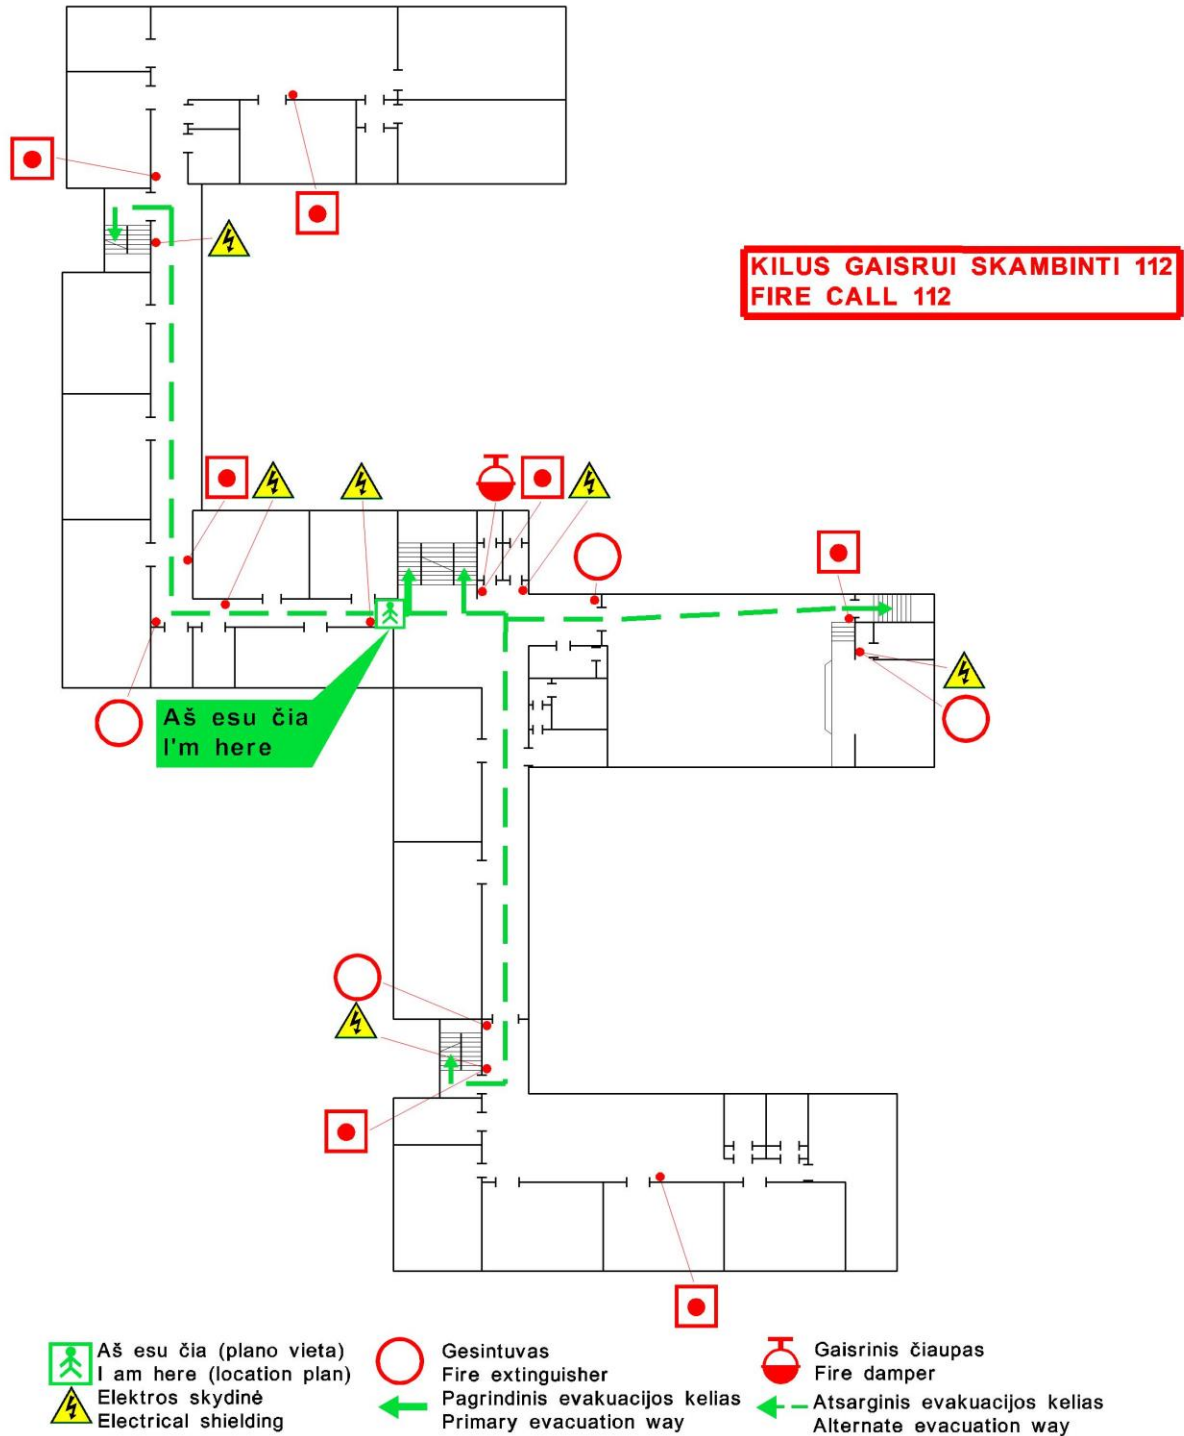 KILUS GAISRUI SKAMBINTI 112
FIRE CALL 112
Aš esu čia
I'm here
Aš esu čia (plano vieta)
I am here (location plan)
Elektros skydinė
Electrical shielding
Gesintuvas
Fire extinguisher
Pagrindinis evakuacijos kelias
Primary evacuation way
Gaisrinis čiaupas
Fire damper
Atsarginis evakuacijos kelias
Alternate evacuation way